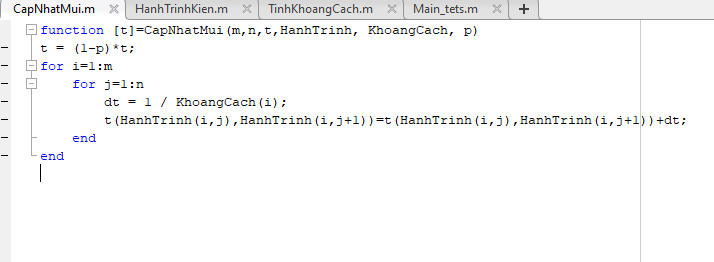 CapNhatMui.m HanhTrinhKien.m TinhKhoangCach.m Main_tets.m
function [t]=CapNhatMui(m,n,t,HanhTrinh, KhoangCach, p)
t = (1-p)*t;
for i=1:m
for j=1:n
dt = 1 / KhoangCach(i);
t(HanhTrinh(i,j),HanhTrinh(i,j+1))=t(HanhTrinh(i,j),HanhTrinh(i,j+1))+dt;
end
end